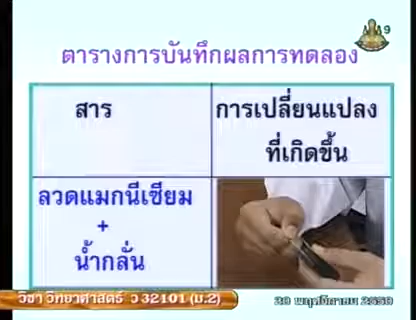 9
ตารางการบันทึกผลการทดลอง
สาร
การเปลี่ยนแปลง
ที่เกิดขึ้น
ลวดแมกนีเซียม
+
น้ำกลั่น
วิชา วิทยาศาสตร์ ว 32101 (ม.2)
20 พฤศจิกายน 2550